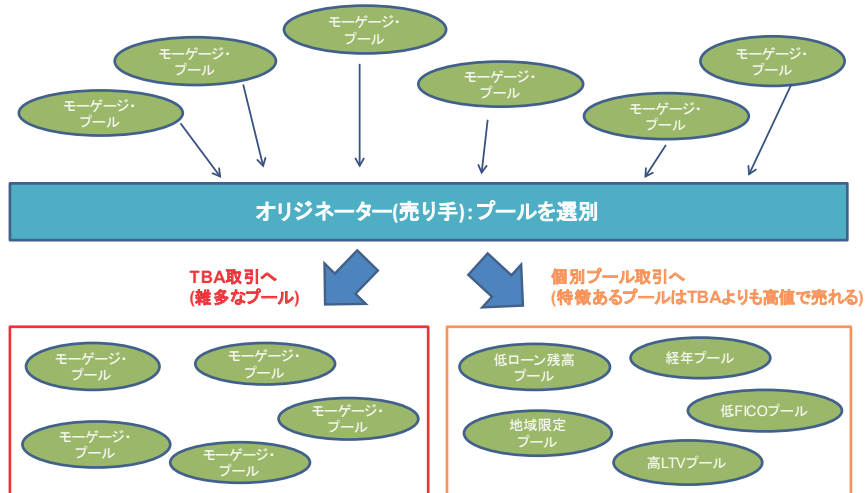 モーゲージ・
プール
モーゲージ・
プール
モーゲージ・
プール
モーゲージ・
プール
モーゲージ・
プール
モーゲージ・
プール
オリジネーター(売り手):プールを選別
TBA取引へ
(雑多なプール)
個別プール取引へ
(特徴あるプールはTBAよりも高値で売れる)
モーゲージ・
プール
モーゲージ・
プール
モーゲージ・
プール
モーゲージ・
プール
モーゲージ・
プール
低ローン残高
プール
経年プール
低FICOプール
地域限定
プール
高LTVプール